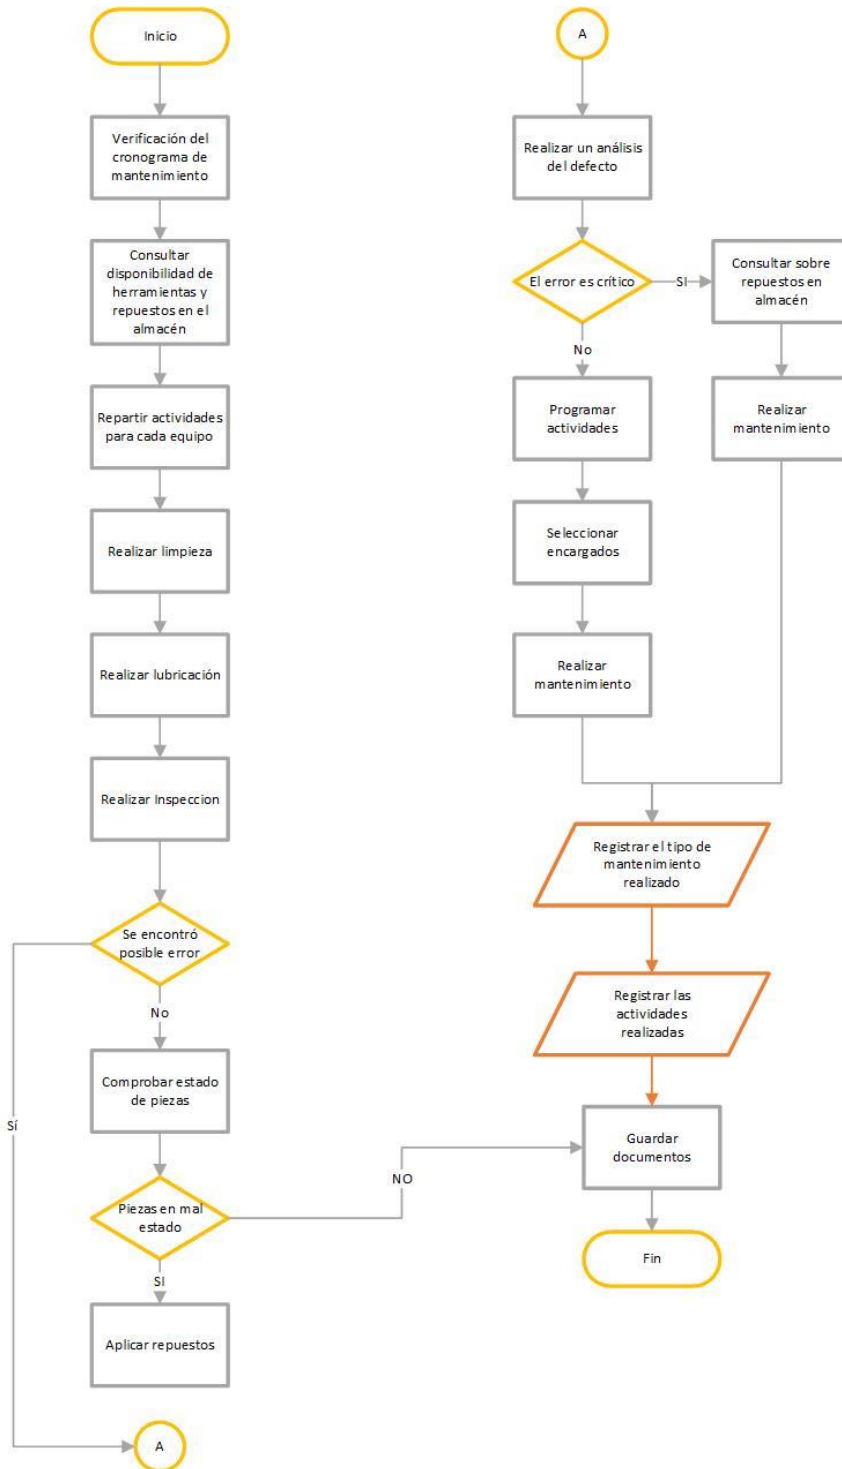 Inicio
Verificación del
cronograma de
mantenimiento
Consultar
disponibilidad de
herramientas y
repuestos en el
almacén
Repartir actividades
para cada equipo
Realizar limpieza
Realizar lubricación
Realizar Inspeccion
Se encontró
posible error
No
Sí
Comprobar estado
de piezas
Piezas en mal
estado
NO
SI
Aplicar repuestos
A
A
Realizar un análisis
del defecto
El error es crítico
SI
Consultar sobre
repuestos en
almacén
No
Programar
actividades
Realizar
mantenimiento
Seleccionar
encargados
Realizar
mantenimiento
Registrar el tipo de
mantenimiento
realizado
Registrar las
actividades
realizadas
Guardar
documentos
Fin